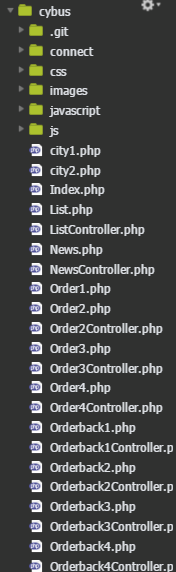 cybus
.git
connect
css
images
javascript
js
city1.php
city2.php
Index.php
List.php
ListController.php
News.php
NewsController.php
Order1.php
Order2.php
Order2Controller.php
Order3.php
Order3Controller.php
Order4.php
Order4Controller.php
Orderback1.php
Orderback1Controller.p
Orderback2.php
Orderback2Controller.p
Orderback3.php
Orderback3Controller.p
Orderback4.php
Orderback4Controller.p